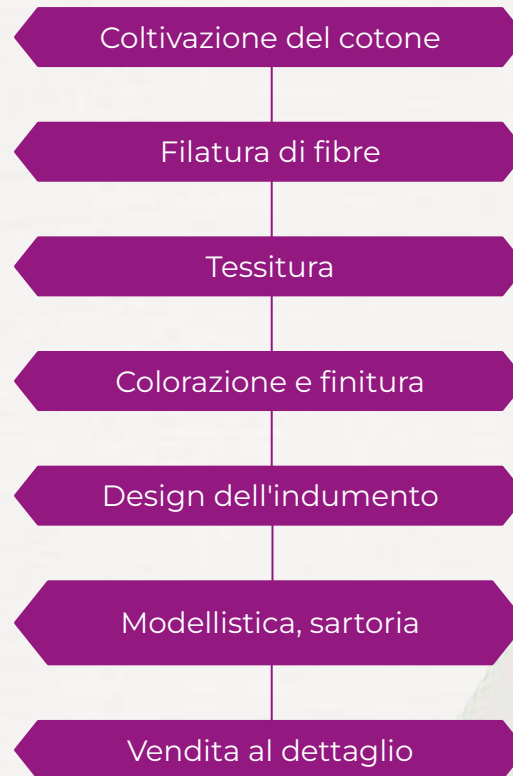 Coltivazione del cotone
Filatura di fibre
Tessitura
Colorazione e finitura
Design dell'indumento
Modellistica, sartoria
Vendita al dettaglio